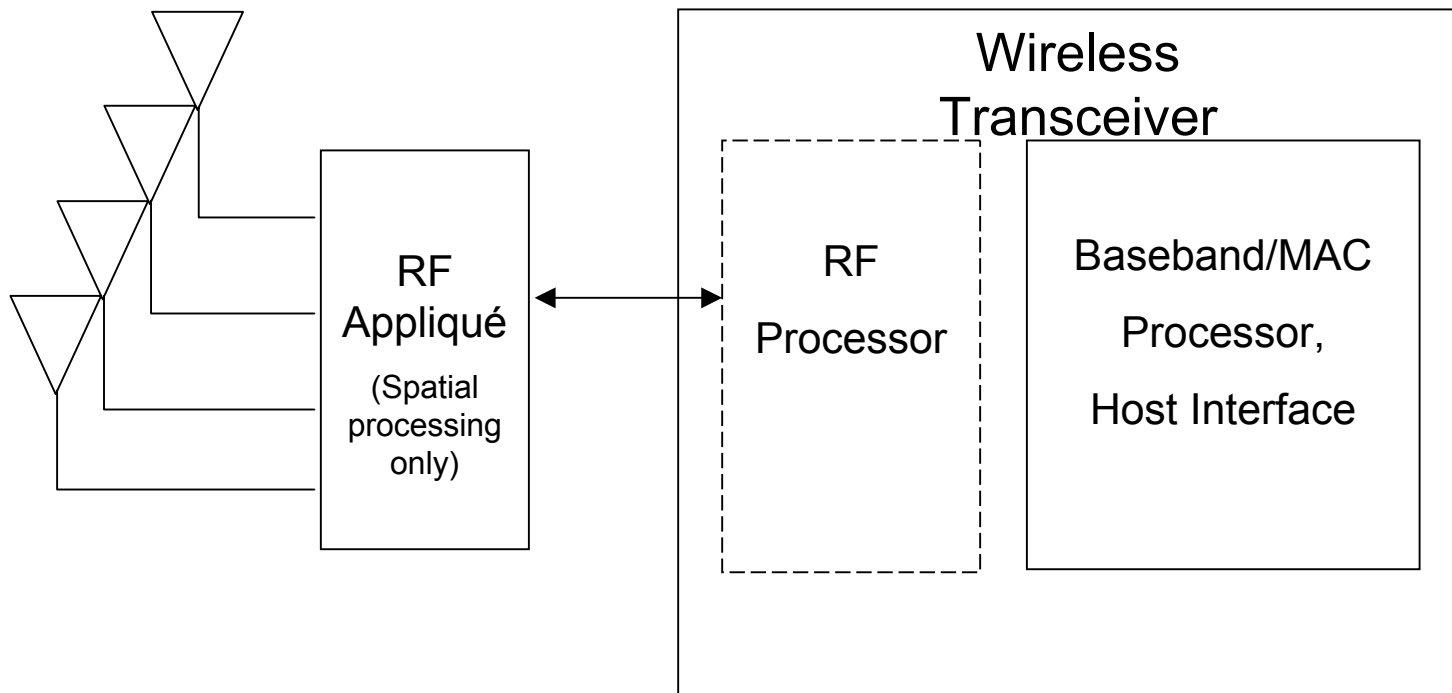 Wireless
Transceiver
RF
Appliqué
(Spatial
processing
only)
RF
Processor
Baseband/MAC
Processor,
Host Interface